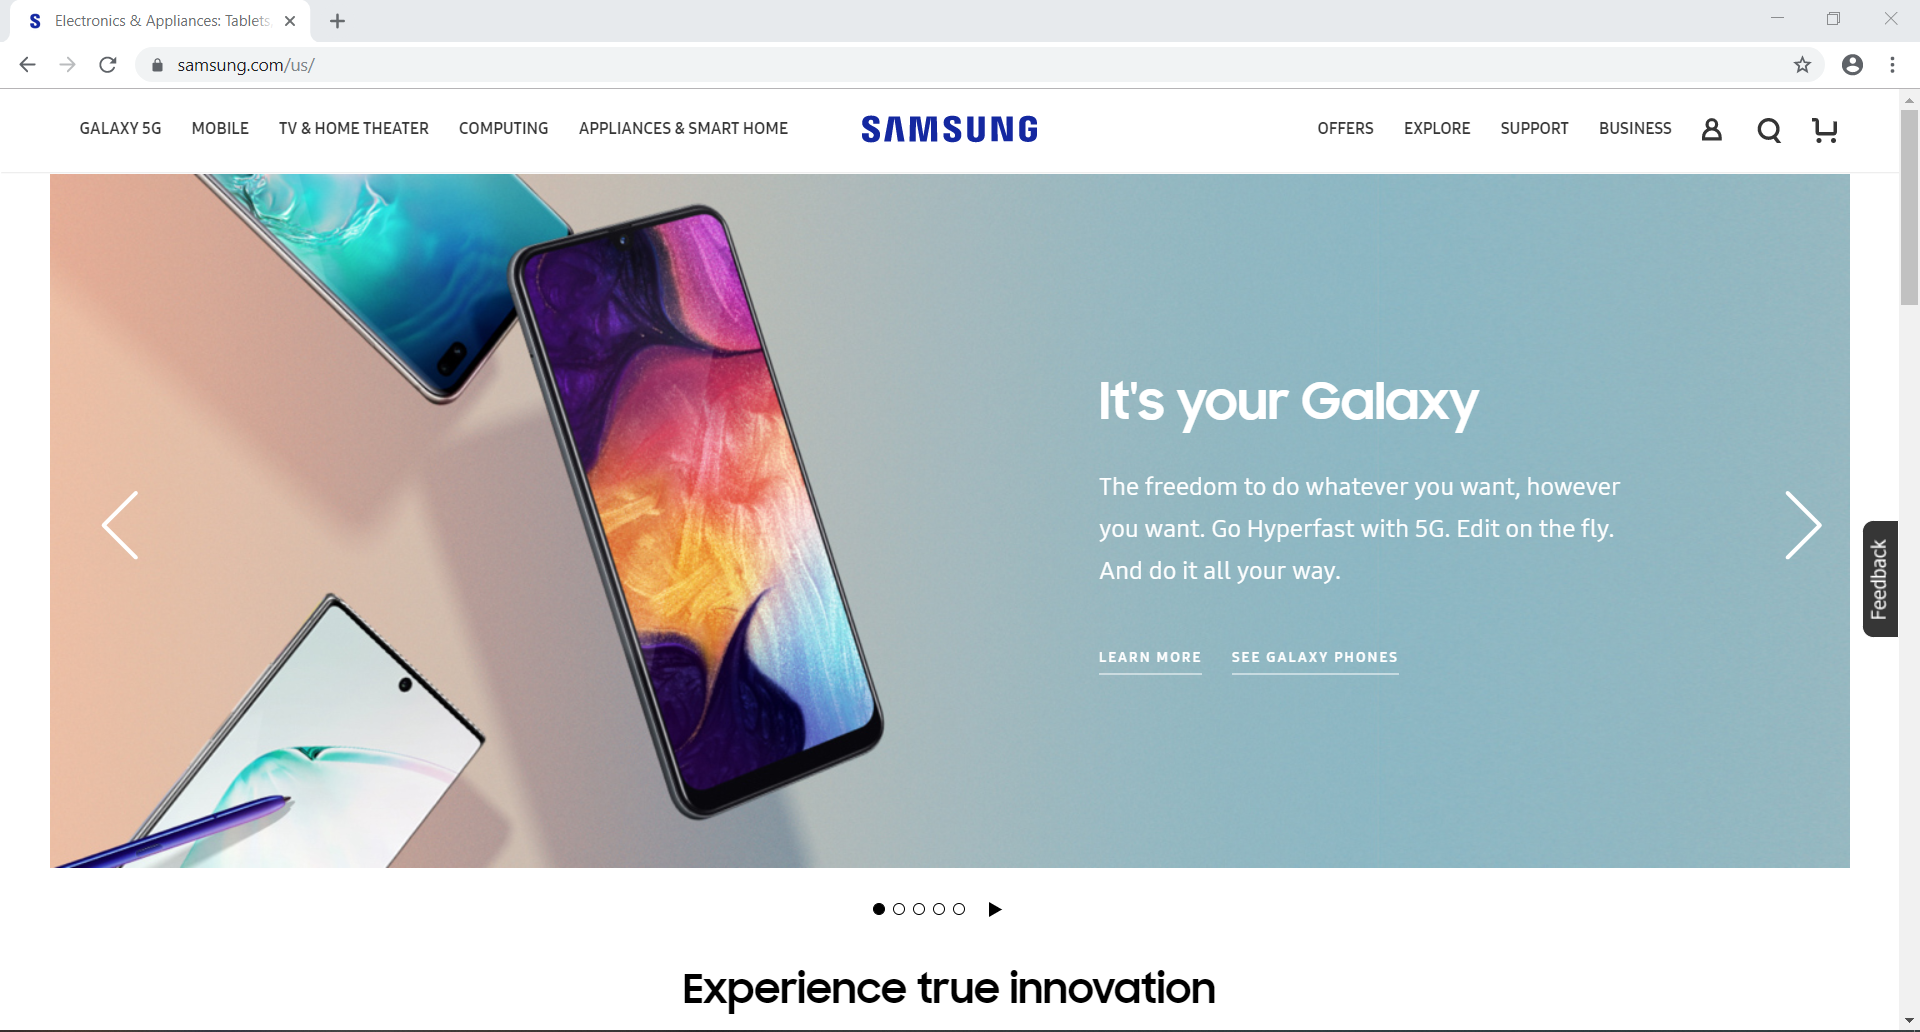 Electronics & Appliances: Tablets,
samsung.com/us/
GALAXY 5G MOBILE TV & HOME THEATER COMPUTING APPLIANCES & SMART HOME SAMSUNG OFFERS EXPLORE SUPPORT BUSINESS
It's your Galaxy
The freedom to do whatever you want, however
you want. Go Hyperfast with 5G. Edit on the fly.
And do it all your way.
LEARN MORE SEE GALAXY PHONES
Feedback
Experience true innovation